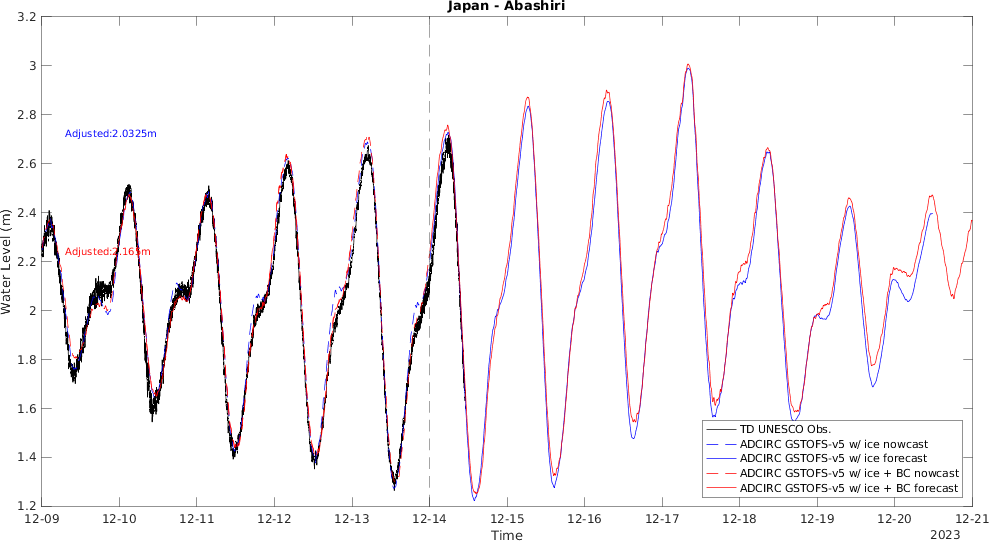 Japan - Abashiri
3.2
3
2.8
2.6
2.4
2.2
2
1.8
1.6
1.4
1.2
Water Level (m)
Adjusted:2.0325m
Adjusted:2.165m
TD UNESCO Obs.
ADCIRC GSTOFS-v5 w/ ice nowcast
ADCIRC GSTOFS-v5 w/ ice forecast
ADCIRC GSTOFS-v5 w/ ice + BC nowcast
ADCIRC GSTOFS-v5 w/ ice + BC forecast
12-09 12-10 12-11 12-12 12-13 12-14 12-15 12-16 12-17 12-18 12-19 12-20 12-21
Time
2023